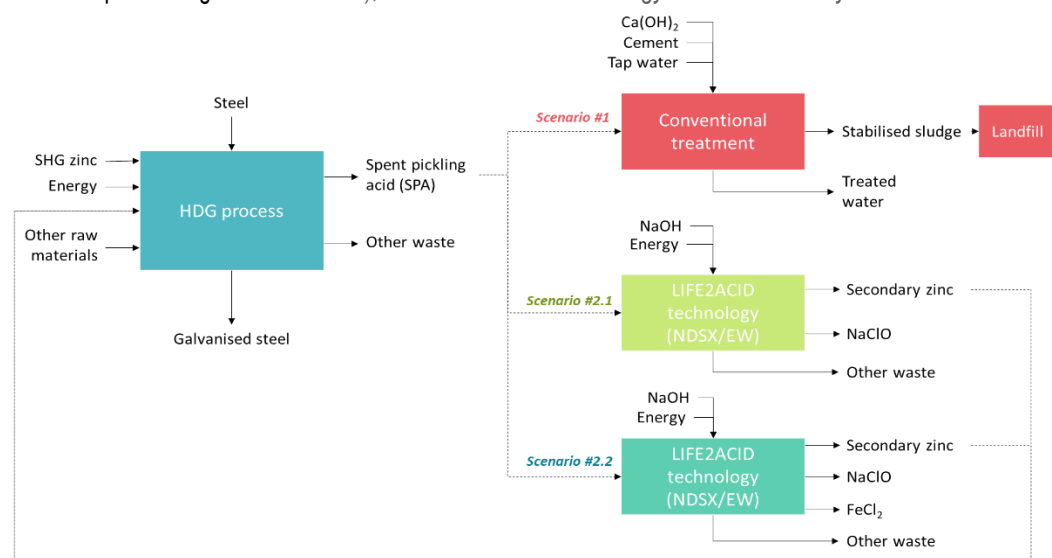 Ca(OH)₂
Cement
Tap water
Steel
Scenario #1
Conventional
treatment
Stabilised sludge
Landfill
SHG zinc
Energy
Other raw
materials
HDG process
Spent pickling
acid (SPA)
Other waste
Galvanised steel
Treated
water
NaOH
Energy
Scenario #2.1
LIFE2ACID
technology
(NDSX/EW)
Secondary zinc
NaClO
Other waste
NaOH
Energy
Scenario #2.2
LIFE2ACID
technology
(NDSX/EW)
Secondary zinc
NaClO
FeCl₂
Other waste